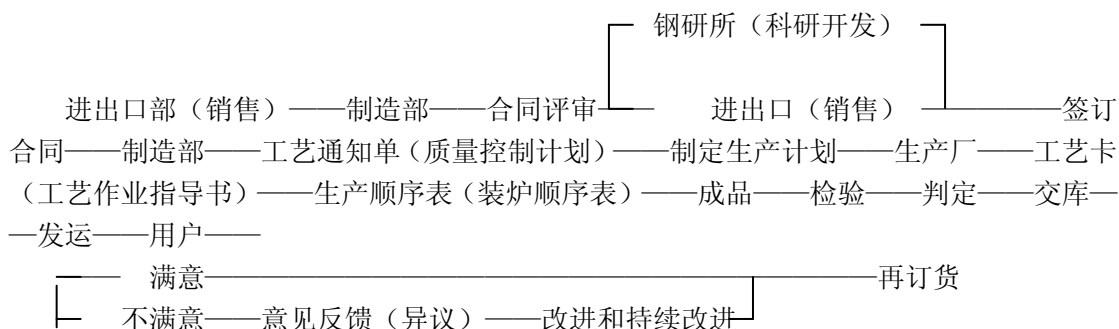 钢研所（科研开发）
进出口部（销售）——制造部——合同评审—— 进出口（销售） —————签订
合同——制造部——工艺通知单（质量控制计划）——制定生产计划——生产厂——工艺卡
（工艺作业指导书）——生产顺序表（装炉顺序表）——成品——检验——判定——交库—
—发运——用户——
满意————————————————————————再订货
不满意——意见反馈（异议）——改进和持续改进